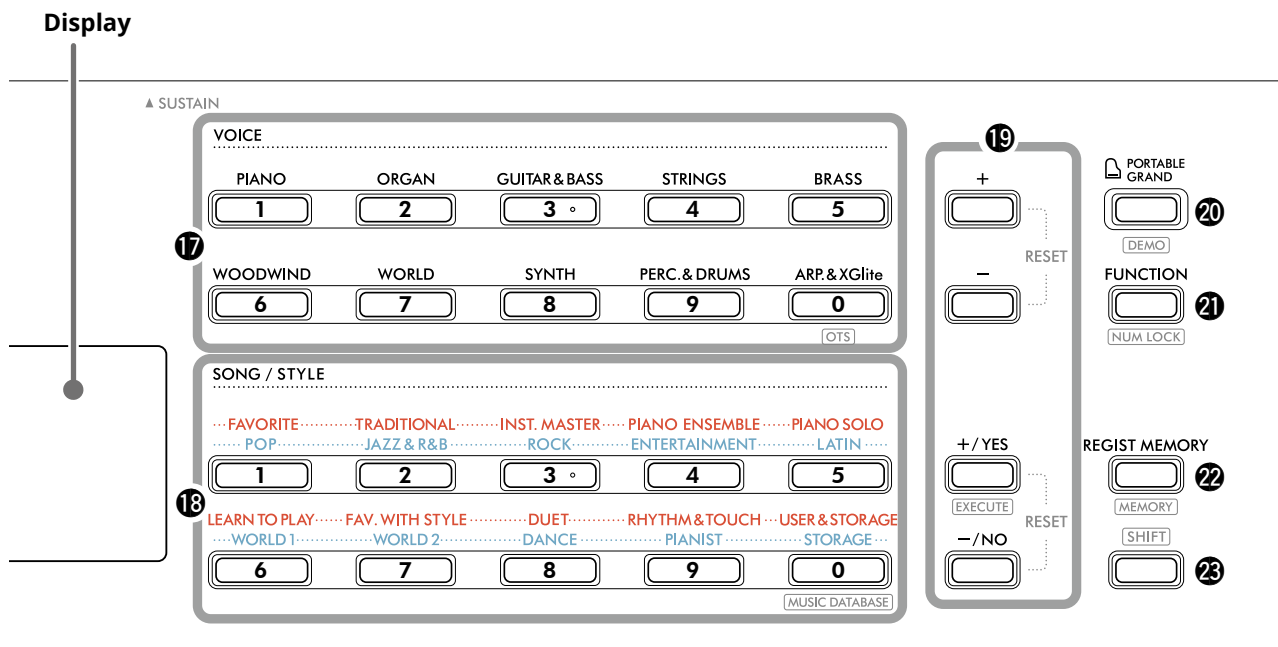 Display
▲ SUSTAIN
VOICE
PIANO ORGAN GUITAR & BASS STRINGS BRASS
1 2 3 4 5
WOODWIND WORLD SYNTH PERC. & DRUMS ARP. & XGlite
6 7 8 9 0
OTS
⓱
SONG / STYLE
FAVORITE TRADITIONAL INST. MASTER PIANO ENSEMBLE PIANO SOLO
POP JAZZ & R&B ROCK ENTERTAINMENT LATIN
1 2 3 4 5
LEARN TO PLAY FAV. WITH STYLE DUET RHYTHM & TOUCH USER & STORAGE
WORLD 1 WORLD 2 DANCE PIANIST STORAGE
6 7 8 9 0
MUSIC DATABASE
⓲
⓳
+
RESET
−
+/YES
EXECUTE
RESET
−/NO
PORTABLE
GRAND
⓴
DEMO
FUNCTION
㉑
NUM LOCK
REGIST MEMORY
㉒
MEMORY
SHIFT
㉓